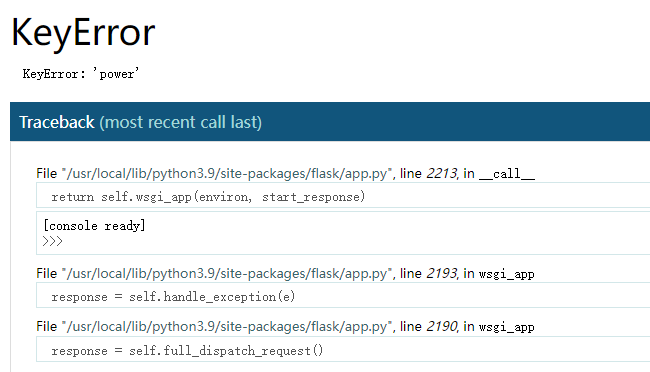 KeyError
KeyError: 'power'
Traceback (most recent call last)
File "/usr/local/lib/python3.9/site-packages/flask/app.py", line 2213, in __call__
return self.wsgi_app(environ, start_response)
[console ready]
>>>
File "/usr/local/lib/python3.9/site-packages/flask/app.py", line 2193, in wsgi_app
response = self.handle_exception(e)
File "/usr/local/lib/python3.9/site-packages/flask/app.py", line 2190, in wsgi_app
response = self.full_dispatch_request()